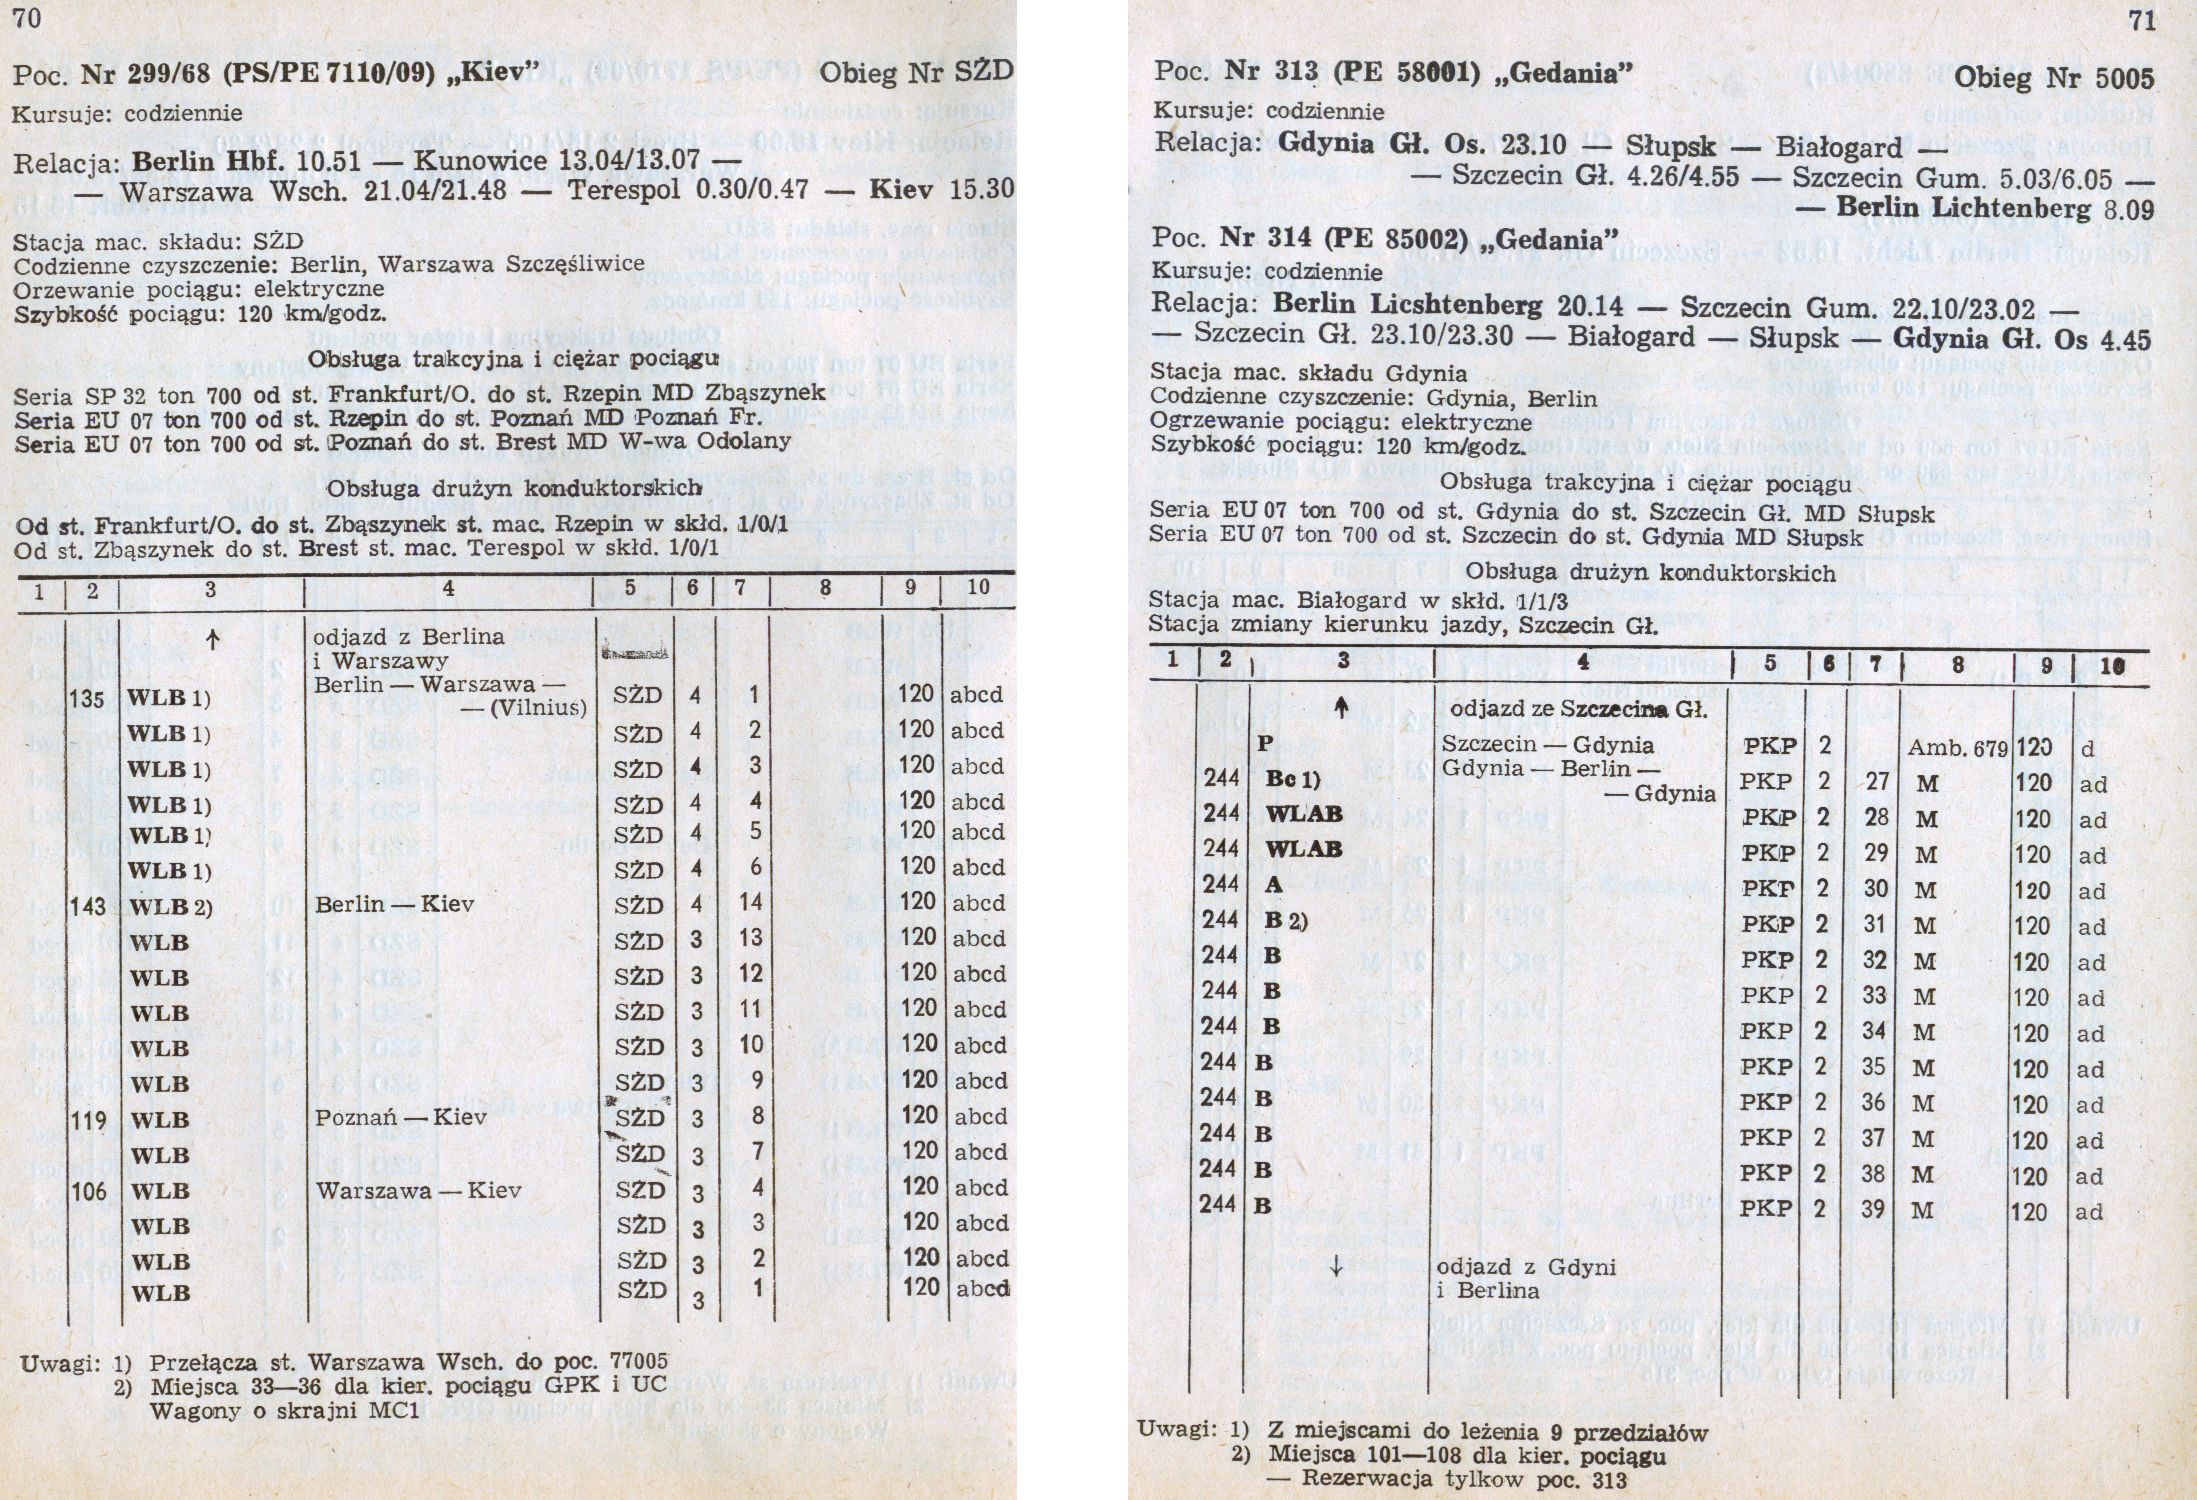 70
Poc. Nr 299/68 (PS/PE 7110/09) „Kiev” Obieg Nr SŻD
Kursuje: codziennie
Relacja: Berlin Hbf. 10.51 — Kunowice 13.04/13.07 —
— Warszawa Wsch. 21.04/21.48 — Terespol 0.30/0.47 — Kiev 15.30
Stacja mac. składu: SŻD
Codzienne czyszczenie: Berlin, Warszawa Szczęśliwice
Orzewanie pociągu: elektryczne
Szybkość pociągu: 120 km/godz.
Obsługa trakcyjna i ciężar pociągu
Seria SP 32 ton 700 od st. Frankfurt/O. do st. Rzepin MD Zbąszynek
Seria EU 07 ton 700 od st. Rzepin do st. Poznań MD Poznań Fr.
Seria EU 07 ton 700 od st. Poznań do st. Brest MD W-wa Odolany
Obsługa drużyn konduktorskich
Od st. Frankfurt/O. do st. Zbąszynek st. mac. Rzepin w skłd. 1/0/1
Od st. Zbąszynek do st. Brest st. mac. Terespol w skłd. 1/0/1
1 2 3 4 5 6 7 8 9 10
↑ odjazd z Berlina
i Warszawy
135 WLB 1) Berlin — Warszawa — SŻD 4 1 120 abcd
— (Vilnius)
WLB 1) SŻD 4 2 120 abcd
WLB 1) SŻD 4 3 120 abcd
WLB 1) SŻD 4 4 120 abcd
WLB 1) SŻD 4 5 120 abcd
WLB 1) SŻD 4 6 120 abcd
143 WLB 2) Berlin — Kiev SŻD 4 14 120 abcd
WLB SŻD 3 13 120 abcd
WLB SŻD 3 12 120 abcd
WLB SŻD 3 11 120 abcd
WLB SŻD 3 10 120 abcd
WLB SŻD 3 9 120 abcd
119 WLB Poznań — Kiev SŻD 3 8 120 abcd
WLB SŻD 3 7 120 abcd
106 WLB Warszawa — Kiev SŻD 3 4 120 abcd
WLB SŻD 3 3 120 abcd
WLB SŻD 3 2 120 abcd
WLB SŻD 3 1 120 abcd
Uwagi: 1) Przełącza st. Warszawa Wsch. do poc. 77005
2) Miejsca 33—36 dla kier. pociągu GPK i UC
Wagony o skrajni MC1
71
Poc. Nr 313 (PE 58001) „Gedania” Obieg Nr 5005
Kursuje: codziennie
Relacja: Gdynia Gł. Os. 23.10 — Słupsk — Białogard —
— Szczecin Gł. 4.26/4.55 — Szczecin Gum. 5.03/6.05 —
— Berlin Lichtenberg 8.09
Poc. Nr 314 (PE 85002) „Gedania”
Kursuje: codziennie
Relacja: Berlin Licshtenberg 20.14 — Szczecin Gum. 22.10/23.02 —
— Szczecin Gł. 23.10/23.30 — Białogard — Słupsk — Gdynia Gł. Os 4.45
Stacja mac. składu Gdynia
Codzienne czyszczenie: Gdynia, Berlin
Ogrzewanie pociągu: elektryczne
Szybkość pociągu: 120 km/godz.
Obsługa trakcyjna i ciężar pociągu
Seria EU 07 ton 700 od st. Gdynia do st. Szczecin Gł. MD Słupsk
Seria EU 07 ton 700 od st. Szczecin do st. Gdynia MD Słupsk
Obsługa drużyn konduktorskich
Stacja mac. Białogard w skłd. 1/1/3
Stacja zmiany kierunku jazdy, Szczecin Gł.
1 2 3 4 5 6 7 8 9 10
↑ odjazd ze Szczecina Gł.
P Szczecin — Gdynia PKP 2 Amb. 679 120 d
244 Bc 1) Gdynia — Berlin — PKP 2 27 M 120 ad
— Gdynia
244 WLAB PKP 2 28 M 120 ad
244 WLAB PKP 2 29 M 120 ad
244 A PKP 2 30 M 120 ad
244 B 2) PKP 2 31 M 120 ad
244 B PKP 2 32 M 120 ad
244 B PKP 2 33 M 120 ad
244 B PKP 2 34 M 120 ad
244 B PKP 2 35 M 120 ad
244 B PKP 2 36 M 120 ad
244 B PKP 2 37 M 120 ad
244 B PKP 2 38 M 120 ad
244 B PKP 2 39 M 120 ad
↓ odjazd z Gdyni
i Berlina
Uwagi: 1) Z miejscami do leżenia 9 przedziałów
2) Miejsca 101—108 dla kier. pociągu
— Rezerwacja tylkow poc. 313